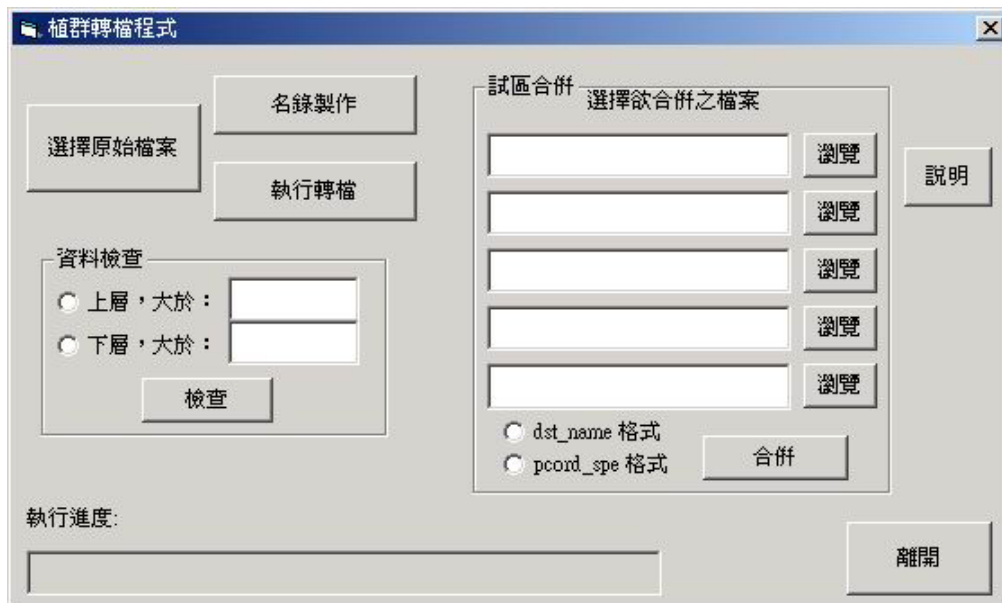 植群轉檔程式
選擇原始檔案
名錄製作
執行轉檔
資料檢查
上層，大於：
下層，大於：
檢查
試區合併
選擇欲合併之檔案
瀏覽
瀏覽
瀏覽
瀏覽
瀏覽
dst_name 格式
pcord_spe 格式
合併
說明
執行進度:
離開